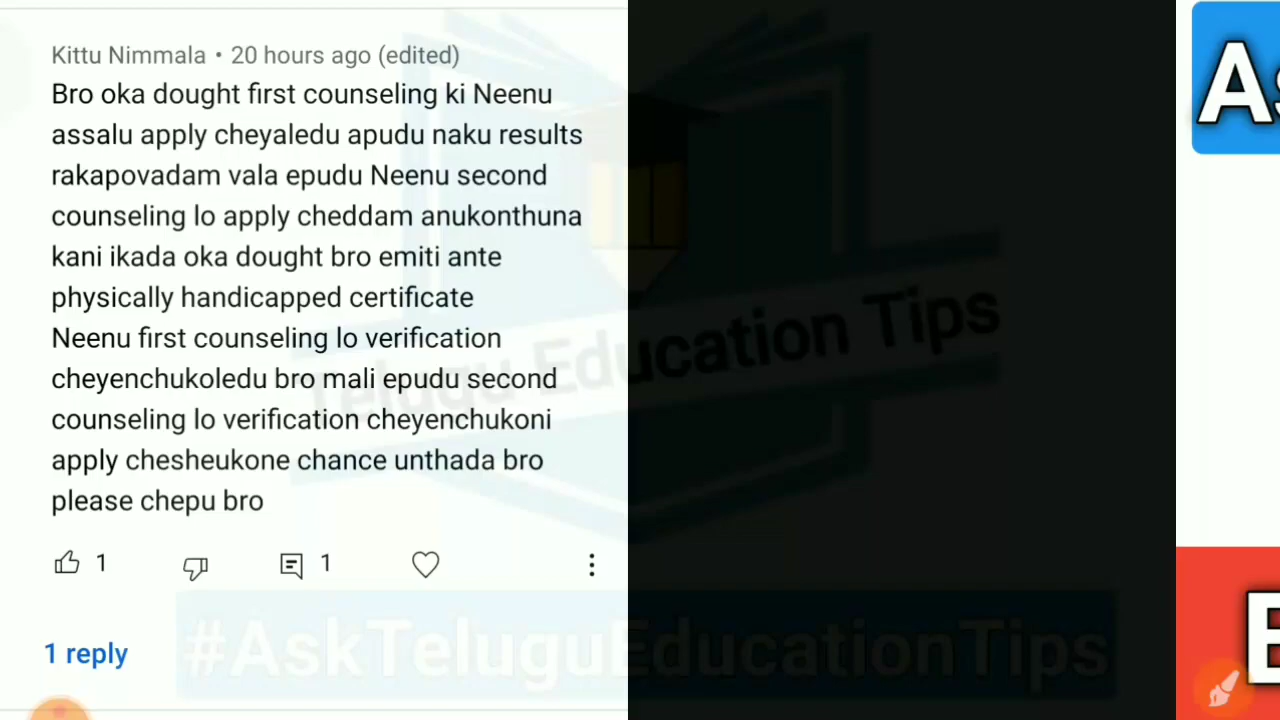 Kittu Nimmala • 20 hours ago (edited)
Bro oka dought first counseling ki Neenu
assalu apply cheyaledu apudu naku results
rakapovadam vala epudu Neenu second
counseling lo apply cheddam anukonthuna
kani ikada oka dought bro emiti ante
physically handicapped certificate
Neenu first counseling lo verification
cheyenchukoledu bro mali epudu second
counseling lo verification cheyenchukoni
apply chesheukone chance unthada bro
please chepu bro
1 1
1 reply
Telugu Education Tips
#AskTeluguEducationTips
As
E